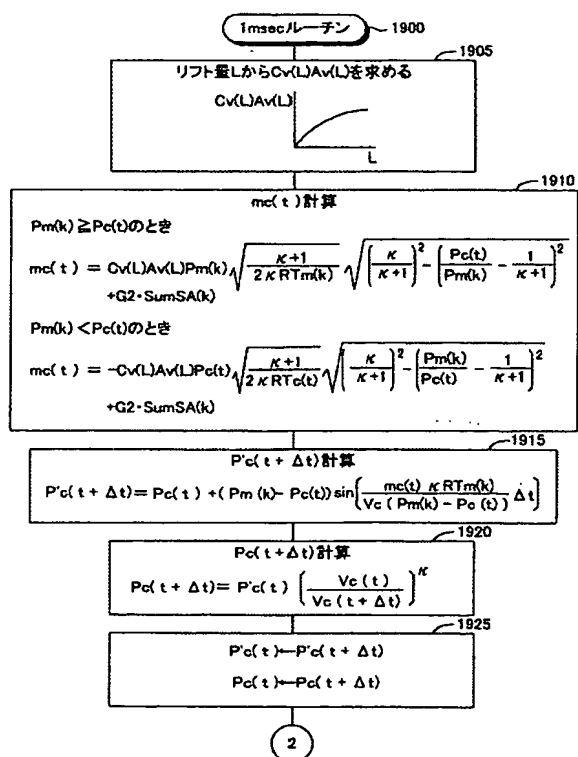 1msecルーチン
1900
1905
リフト量LからCv(L)Av(L)を求める
Cv(L)Av(L)
L
1910
mc(t)計算
Pm(k)≧Pc(t)のとき
mc(t) = Cv(L)Av(L)Pm(k)√((κ+1)/(2κRTm(k))) √((κ/(κ+1))^2-(Pc(t)/Pm(k)-1/(κ+1))^2)
+G2・SumSA(k)
Pm(k)<Pc(t)のとき
mc(t) = -Cv(L)Av(L)Pc(t)√((κ+1)/(2κRTc(t))) √((κ/(κ+1))^2-(Pm(k)/Pc(t)-1/(κ+1))^2)
+G2・SumSA(k)
1915
P'c(t+Δt)計算
P'c(t+Δt)=Pc(t)+(Pm(k)-Pc(t))sin(mc(t)κRTm(k)/(Vc(Pm(k)-Pc(t)))Δt)
1920
Pc(t+Δt)計算
Pc(t+Δt)=P'c(t)(Vc(t)/Vc(t+Δt))^κ
1925
P'c(t)←P'c(t+Δt)
Pc(t)←Pc(t+Δt)
2